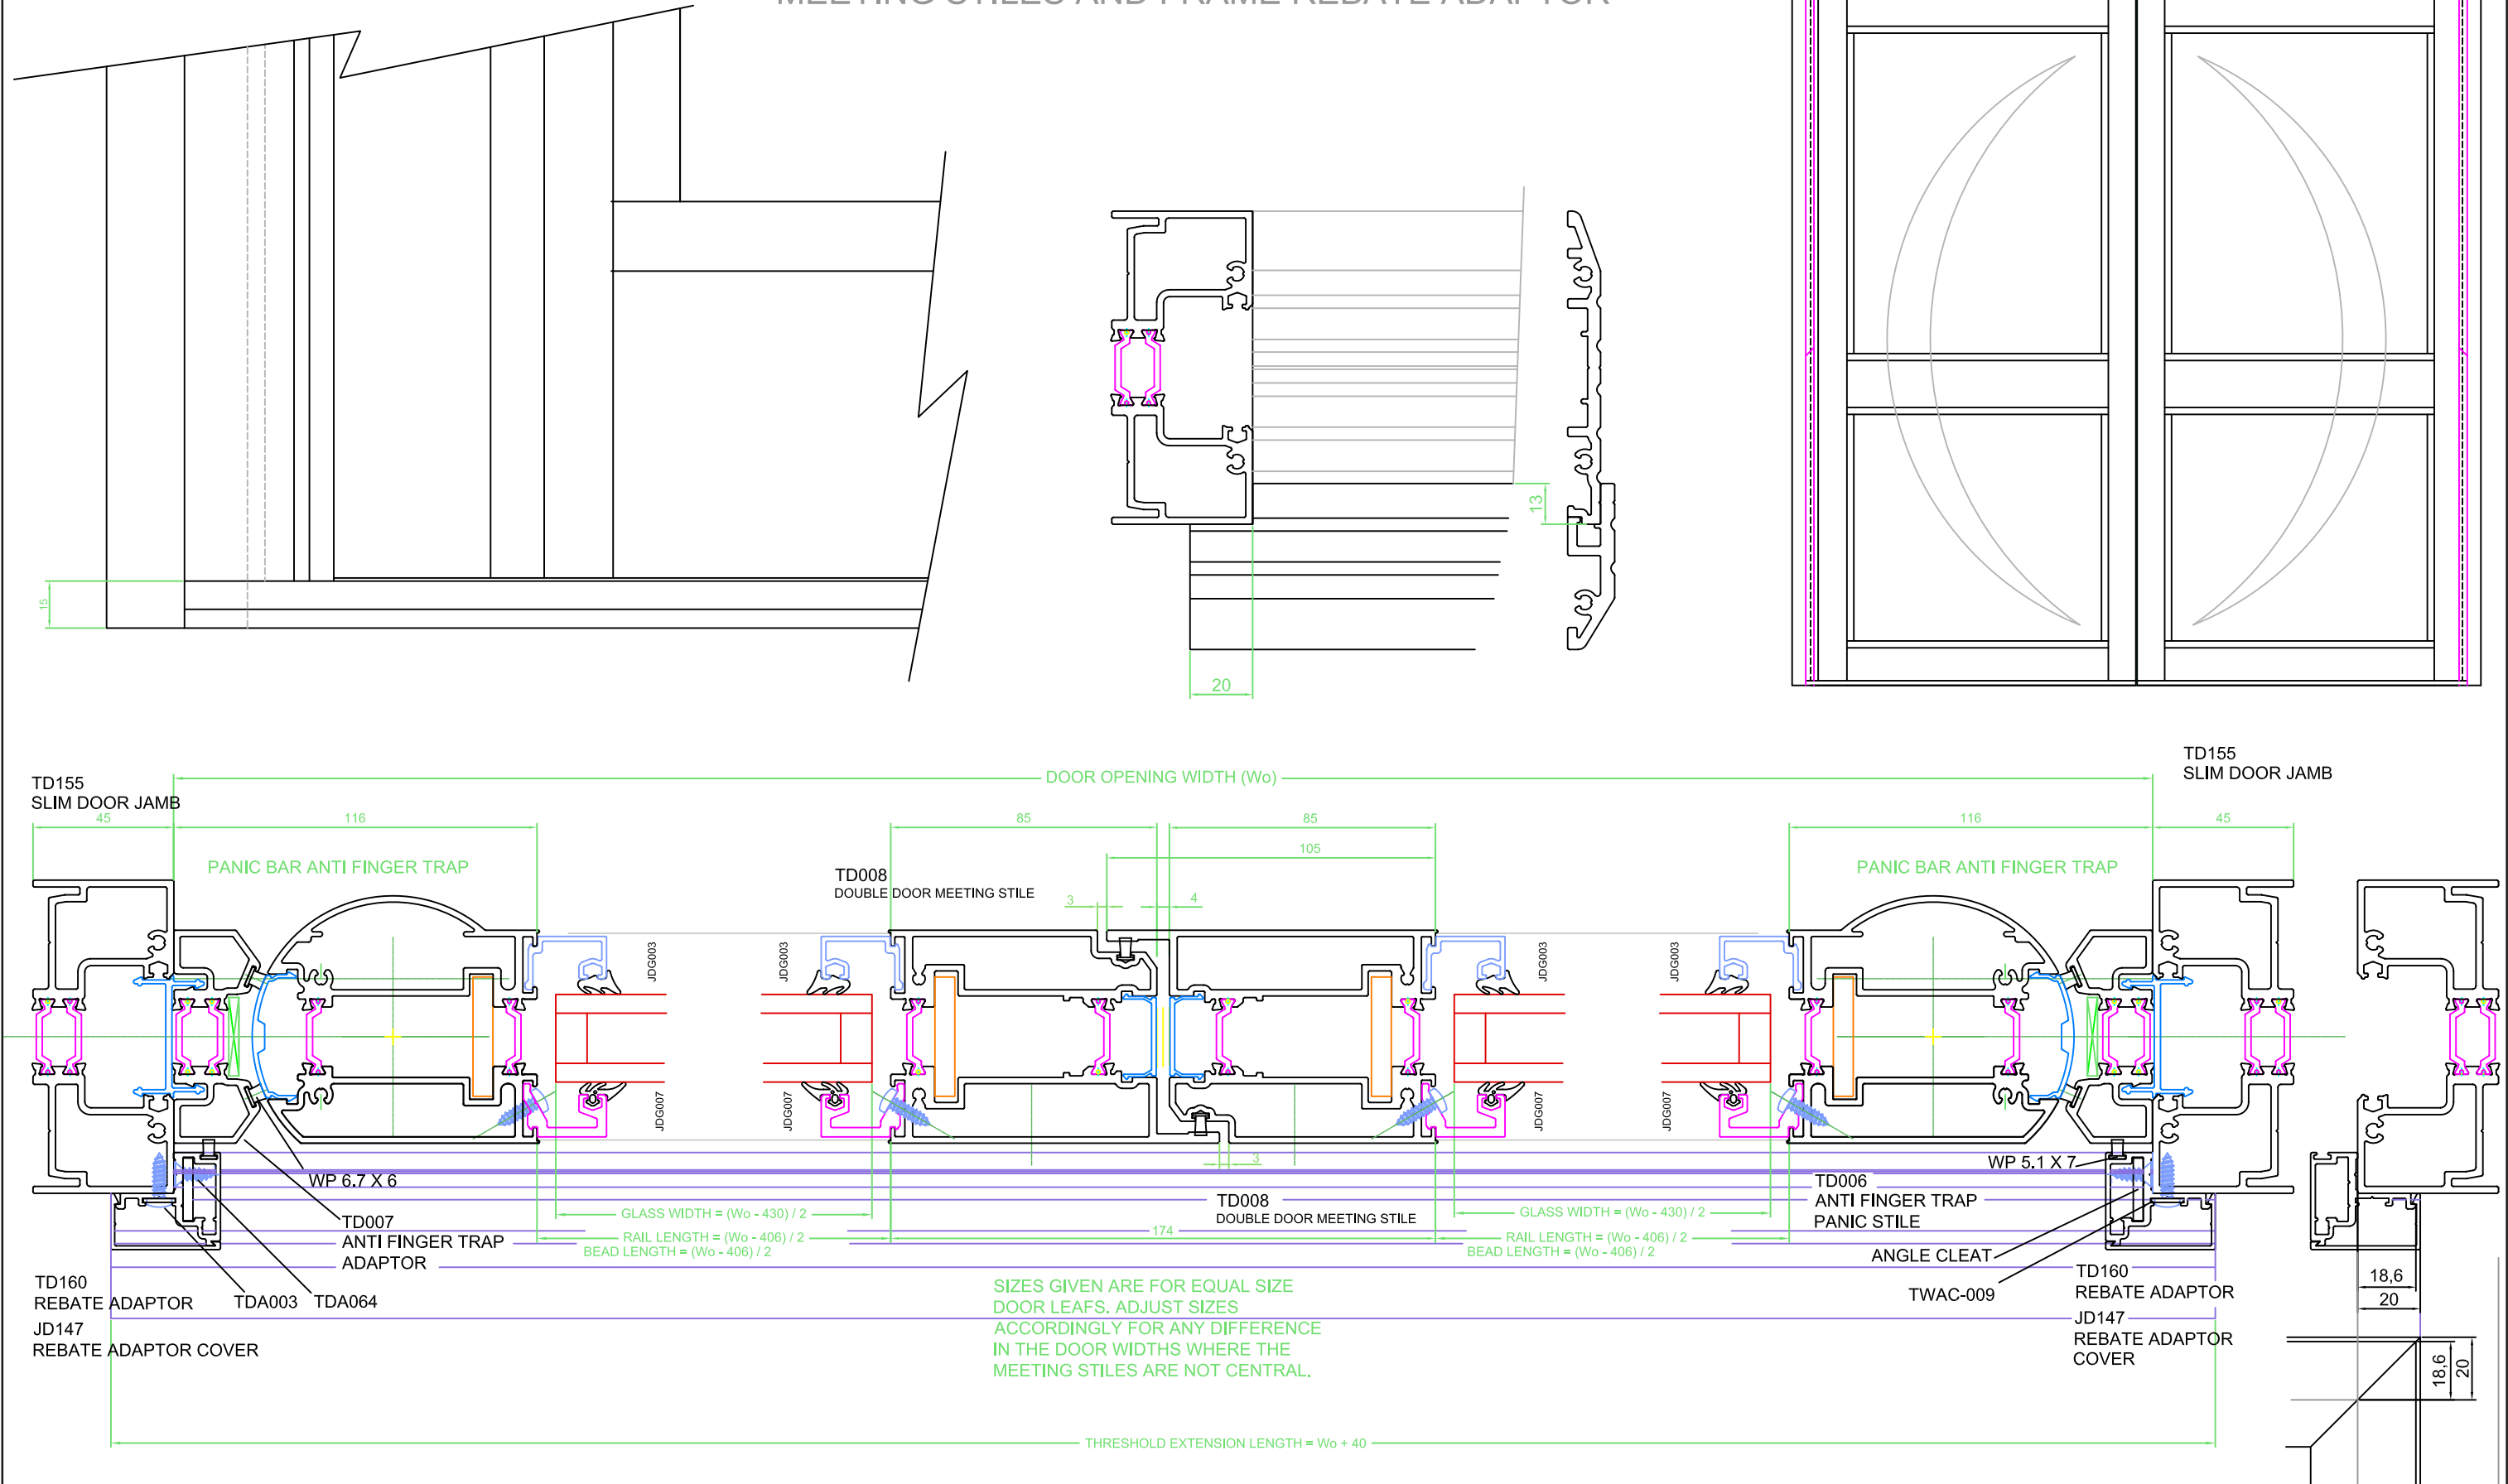 MEETING STILES AND FRAME REBATE ADAPTOR
15
13
20
TD155
SLIM DOOR JAMB
DOOR OPENING WIDTH (Wo)
TD155
SLIM DOOR JAMB
45
116
85
85
116
45
105
PANIC BAR ANTI FINGER TRAP
PANIC BAR ANTI FINGER TRAP
TD008
DOUBLE DOOR MEETING STILE
3
4
JDG003
JDG003
JDG003
JDG003
JDG007
JDG007
JDG007
JDG007
3
WP 6.7 X 6
WP 5.1 X 7
TD007
ANTI FINGER TRAP
ADAPTOR
GLASS WIDTH = (Wo - 430) / 2
RAIL LENGTH = (Wo - 406) / 2
BEAD LENGTH = (Wo - 406) / 2
TD008
DOUBLE DOOR MEETING STILE
174
GLASS WIDTH = (Wo - 430) / 2
RAIL LENGTH = (Wo - 406) / 2
BEAD LENGTH = (Wo - 406) / 2
TD006
ANTI FINGER TRAP
PANIC STILE
ANGLE CLEAT
TWAC-009
TD160
REBATE ADAPTOR
TDA003
TDA064
JD147
REBATE ADAPTOR COVER
SIZES GIVEN ARE FOR EQUAL SIZE
DOOR LEAFS. ADJUST SIZES
ACCORDINGLY FOR ANY DIFFERENCE
IN THE DOOR WIDTHS WHERE THE
MEETING STILES ARE NOT CENTRAL.
TD160
REBATE ADAPTOR
JD147
REBATE ADAPTOR
COVER
18,6
20
18,6
20
THRESHOLD EXTENSION LENGTH = Wo + 40